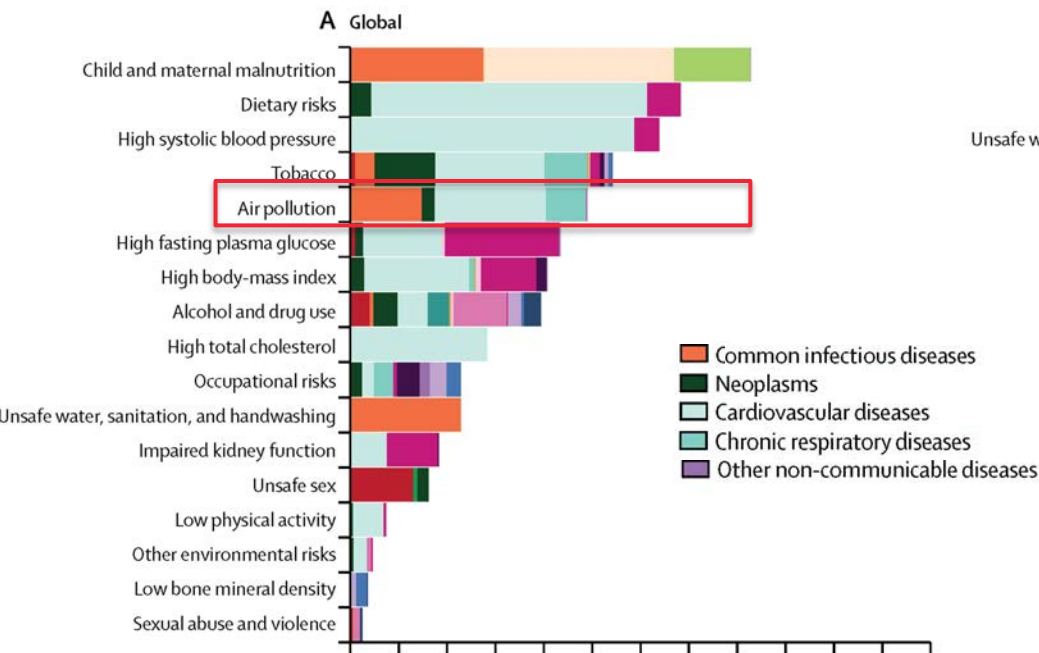 A Global
Child and maternal malnutrition
Dietary risks
High systolic blood pressure
Unsafe w
Tobacco
Air pollution
High fasting plasma glucose
High body-mass index
Alcohol and drug use
High total cholesterol
Occupational risks
Unsafe water, sanitation, and handwashing
Impaired kidney function
Unsafe sex
Low physical activity
Other environmental risks
Low bone mineral density
Sexual abuse and violence
Common infectious diseases
Neoplasms
Cardiovascular diseases
Chronic respiratory diseases
Other non-communicable diseases